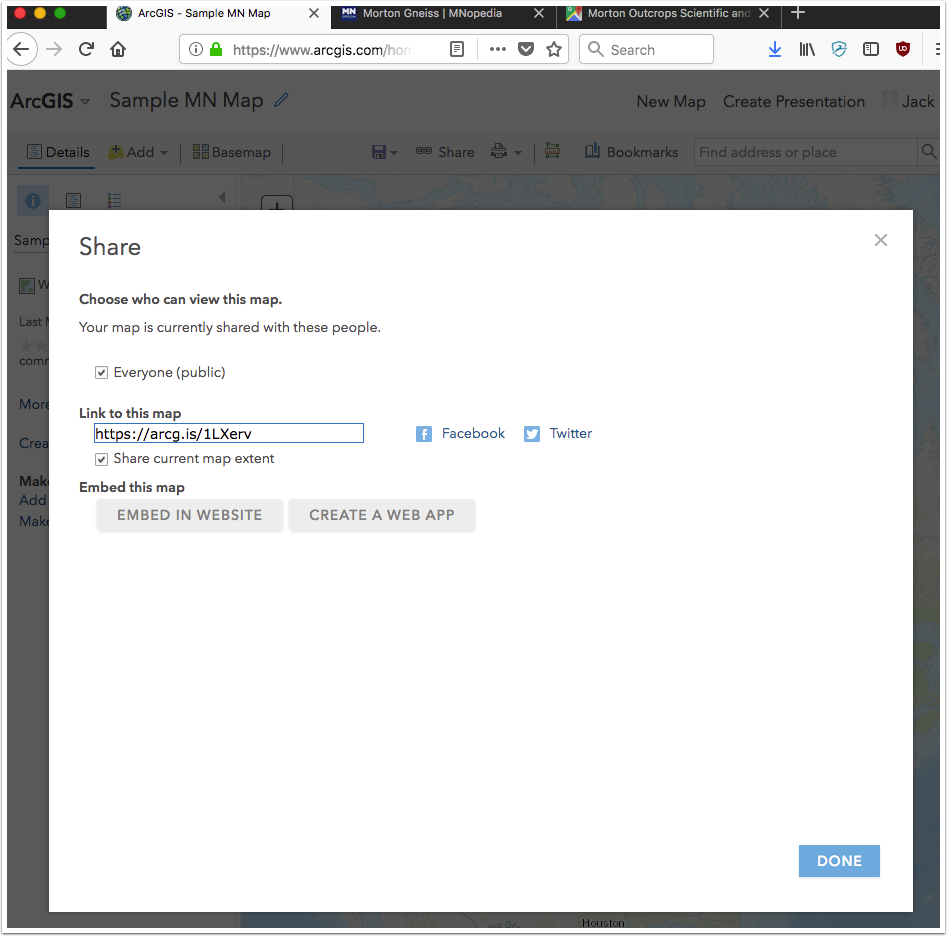 ArcGIS - Sample MN Map
MN Morton Gneiss | MNopedia
Morton Outcrops Scientific and
https://www.arcgis.com/hom
Search
ArcGIS Sample MN Map
New Map Create Presentation Jack
Details Add Basemap Share Bookmarks Find address or place
Samp
Share
Choose who can view this map.
W
Your map is currently shared with these people.
Last M
Everyone (public)
comm
More
Link to this map
https://arcg.is/1LXerv Facebook Twitter
Crea
Share current map extent
Make
Embed this map
Add
EMBED IN WEBSITE CREATE A WEB APP
Make
DONE
Houston